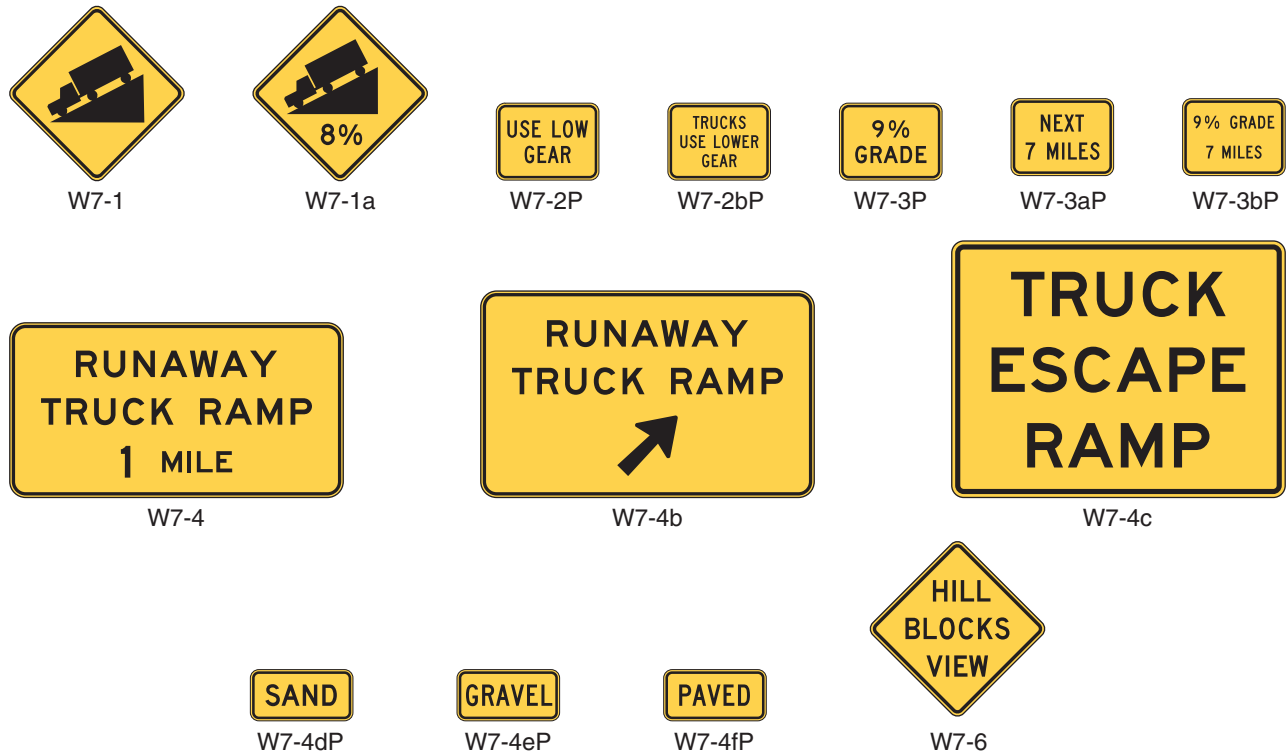 8%
USE LOW
GEAR
TRUCKS
USE LOWER
GEAR
9%
GRADE
NEXT
7 MILES
9% GRADE
7 MILES
W7-1
W7-1a
W7-2P
W7-2bP
W7-3P
W7-3aP
W7-3bP
RUNAWAY
TRUCK RAMP
1 MILE
W7-4
RUNAWAY
TRUCK RAMP
W7-4b
TRUCK
ESCAPE
RAMP
W7-4c
SAND
W7-4dP
GRAVEL
W7-4eP
PAVED
W7-4fP
HILL
BLOCKS
VIEW
W7-6